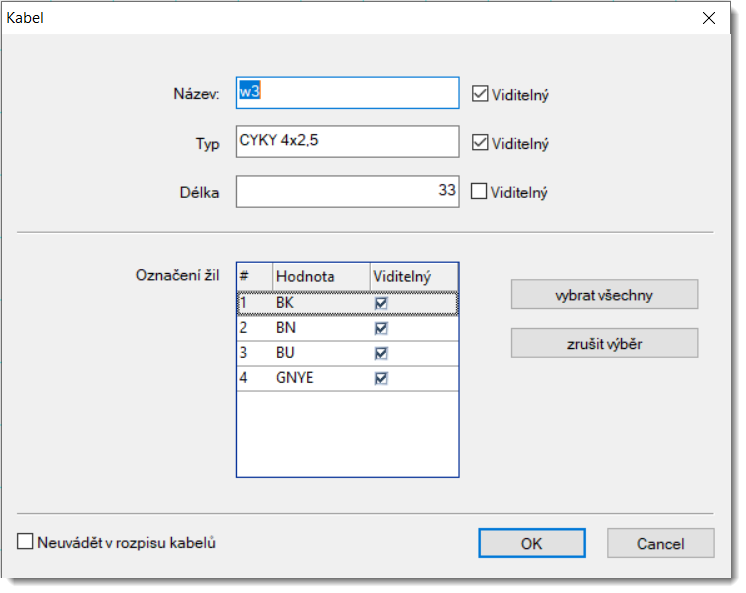 Kabel
Název: w3 Viditelný
Typ CYKY 4x2,5 Viditelný
Délka 33 Viditelný
Označení žil
# Hodnota Viditelný
1 BK
2 BN
3 BU
4 GNYE
vybrat všechny
zrušit výběr
Neuvádět v rozpisu kabelů
OK
Cancel